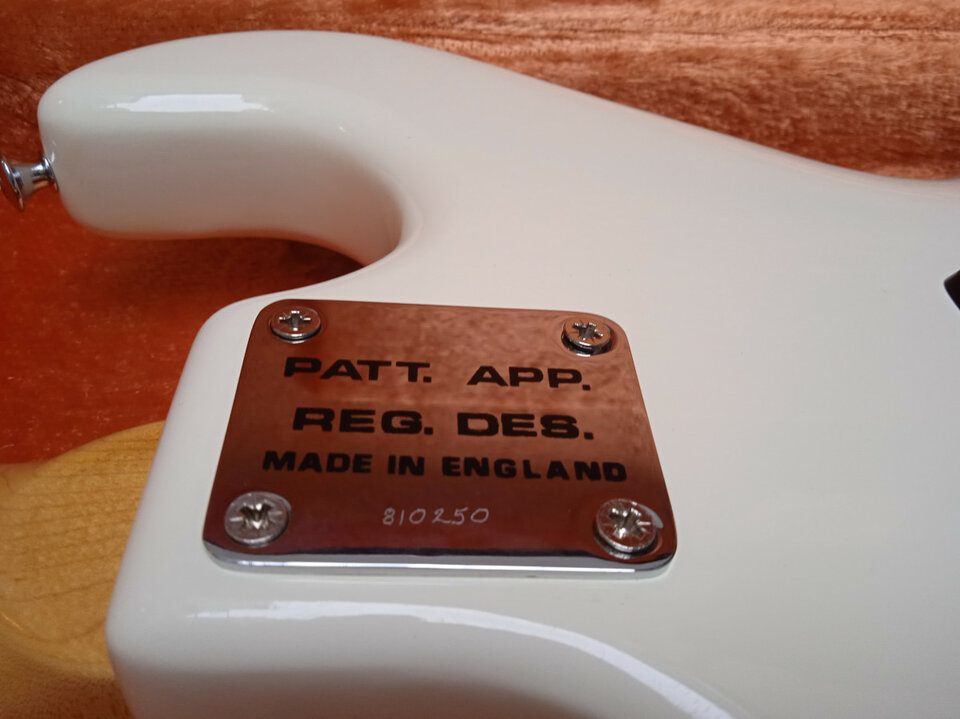 PATT. APP.
REG. DES.
MADE IN ENGLAND
810250